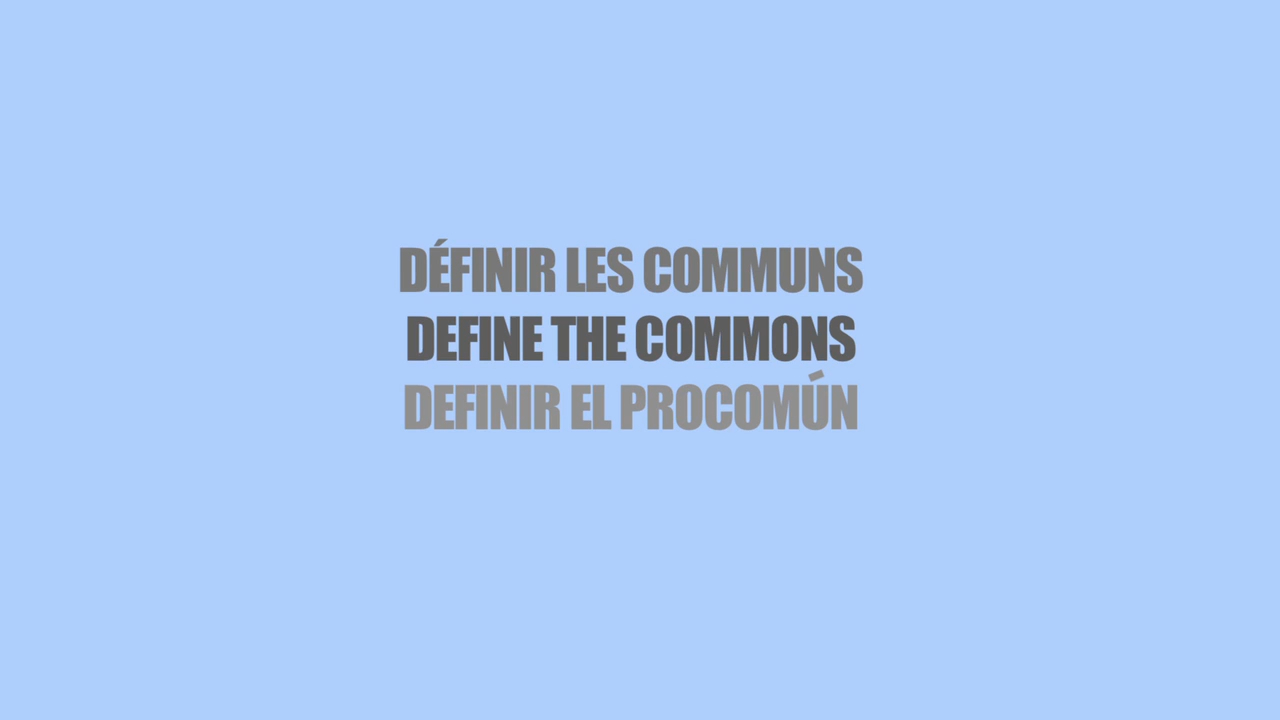 DÉFINIR LES COMMUNS
DEFINE THE COMMONS
DEFINIR EL PROCOMÚN